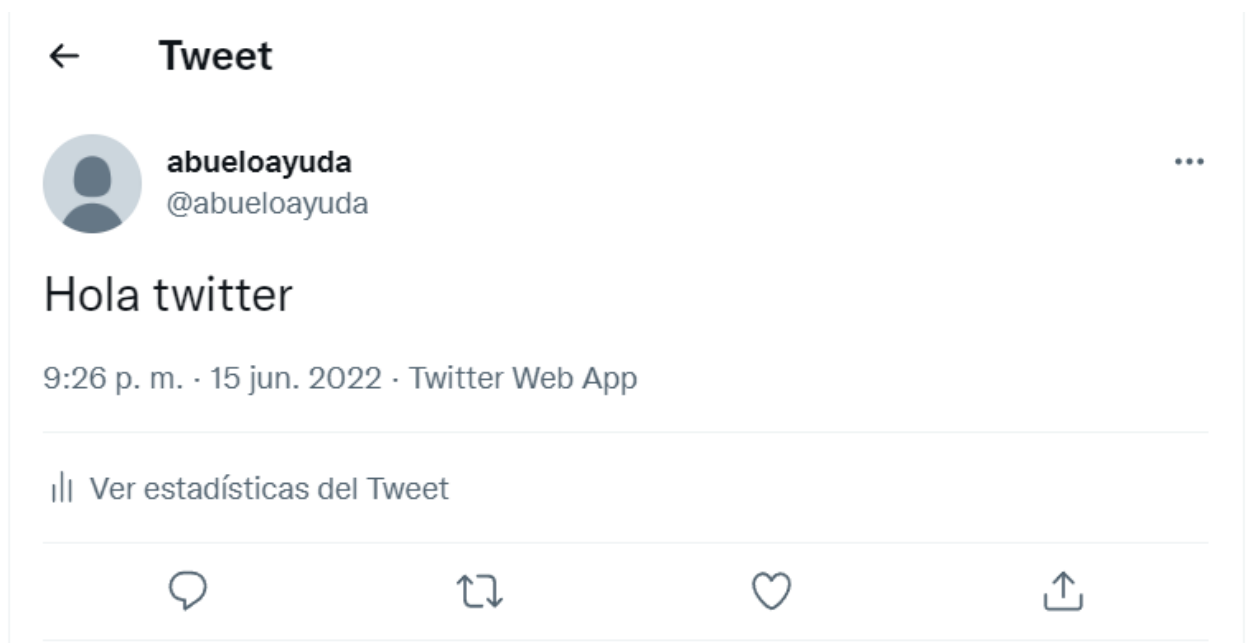 Tweet
abueloayuda
@abueloayuda
Hola twitter
9:26 p. m. · 15 jun. 2022 · Twitter Web App
Ver estadísticas del Tweet